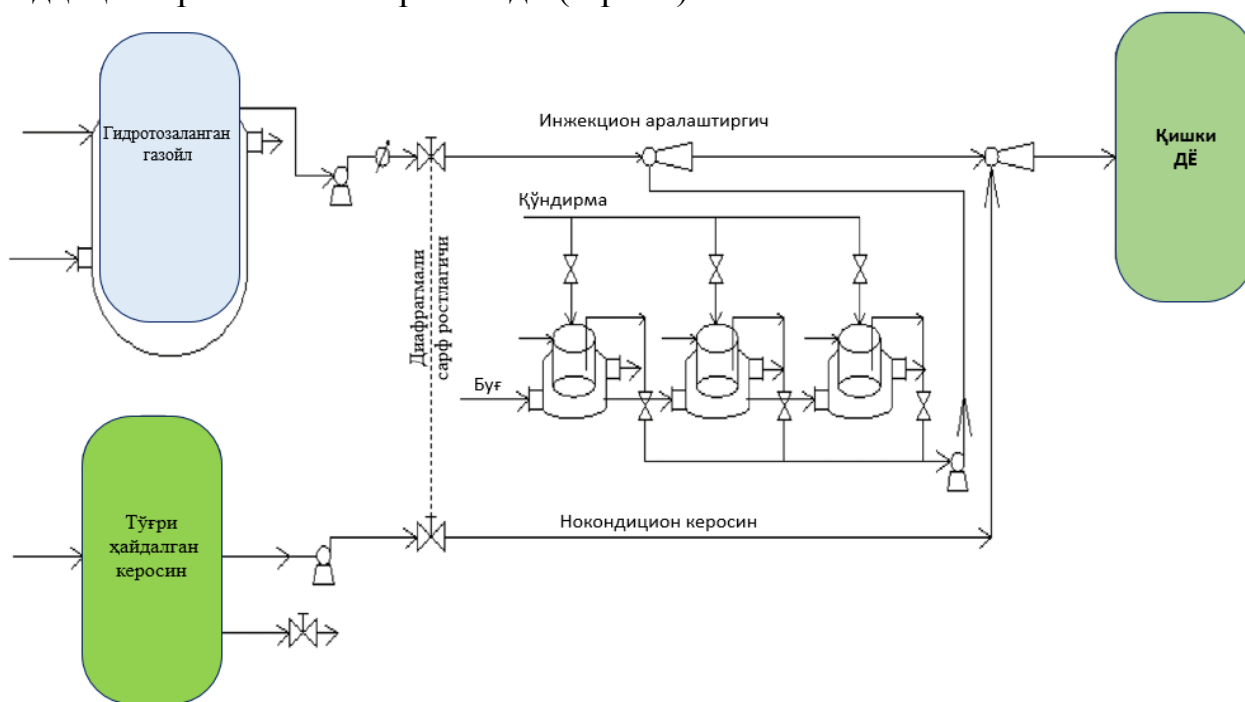 Гидротозаланган
газойл
Инжекцион аралаштиргич
Қишки
ДЁ
Қўндирма
Диафрагмали
сарф ростлагичи
Буғ
Тўғри
ҳайдалган
керосин
Нокондицион керосин